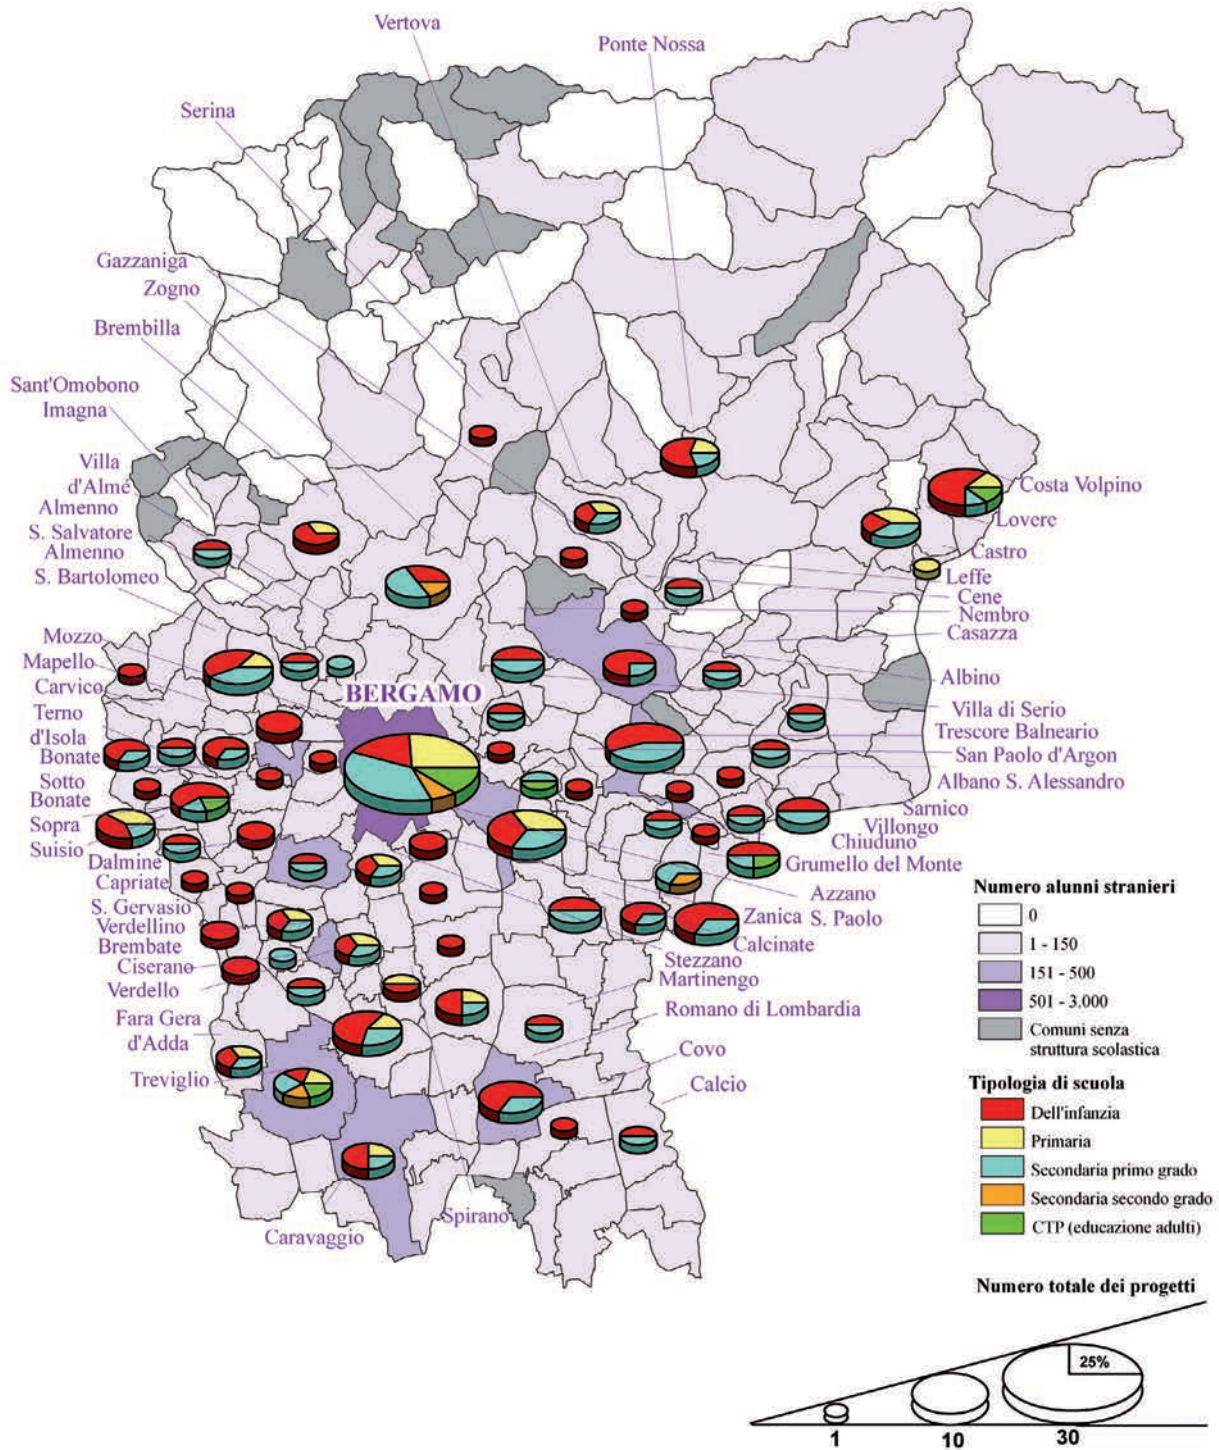 Vertova
Ponte Nossa
Serina
Gazzaniga
Zogno
Brembilla
Sant'Omobono
Imagna
Villa
d'Almé
Almenno
S. Salvatore
Almenno
S. Bartolomeo
Mozzo
Mapello
Carvico
Terno
d'Isola
Bonate
Sotto
Bonate
Sopra
Suisio
Dalmine
Capriate
S. Gervasio
Verdellino
Brembate
Ciserano
Verdello
Fara Gera
d'Adda
Treviglio
Caravaggio
Spirano
BERGAMO
Costa Volpino
Lovere
Castro
Leffe
Cene
Nembro
Casazza
Albino
Villa di Serio
Trescore Balneario
San Paolo d'Argon
Albano S. Alessandro
Sarnico
Villongo
Chiuduno
Grumello del Monte
Azzano
S. Paolo
Zanica
Calcinate
Stezzano
Martinengo
Romano di Lombardia
Covo
Calcio
Numero alunni stranieri
0
1 - 150
151 - 500
501 - 3.000
Comuni senza
struttura scolastica
Tipologia di scuola
Dell'infanzia
Primaria
Secondaria primo grado
Secondaria secondo grado
CTP (educazione adulti)
Numero totale dei progetti
25%
1
10
30